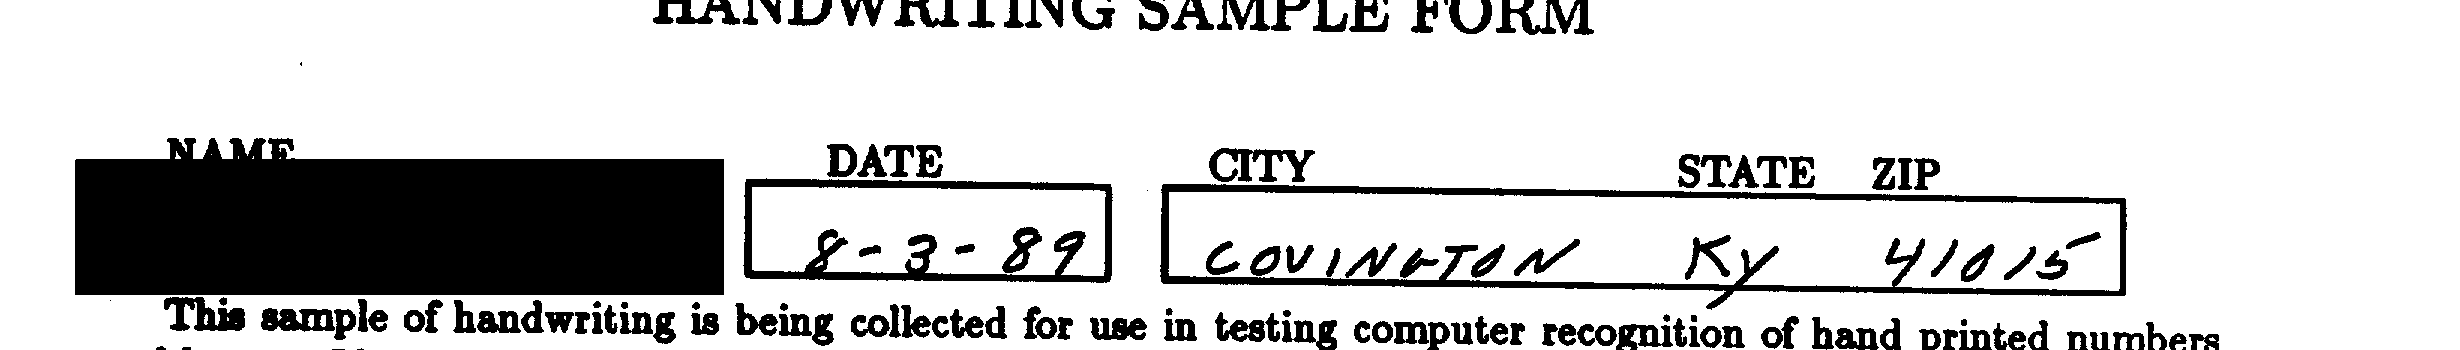 HANDWRITING SAMPLE FORM
NAME DATE CITY STATE ZIP
8-3-89 COVINGTON Ky 41015
This sample of handwriting is being collected for use in testing computer recognition of hand printed numbers